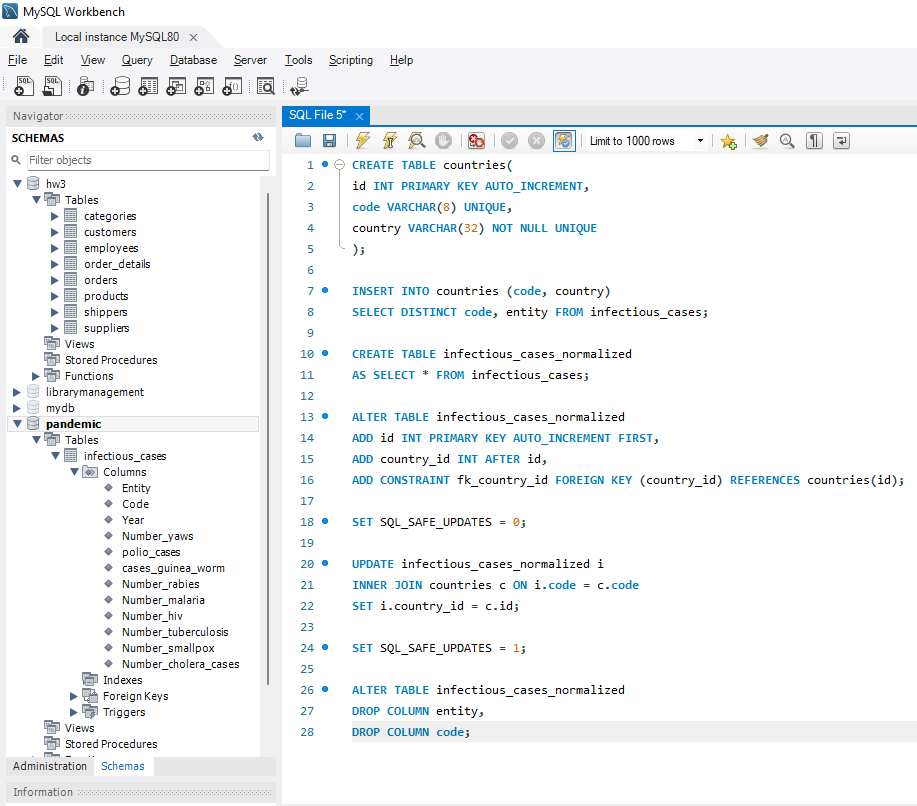 MySQL Workbench
Local instance MySQL80
File Edit View Query Database Server Tools Scripting Help
Navigator
SCHEMAS
Filter objects
hw3
Tables
categories
customers
employees
order_details
orders
products
shippers
suppliers
Views
Stored Procedures
Functions
librarymanagement
mydb
pandemic
Tables
infectious_cases
Columns
Entity
Code
Year
Number_yaws
polio_cases
cases_guinea_worm
Number_rabies
Number_malaria
Number_hiv
Number_tuberculosis
Number_smallpox
Number_cholera_cases
Indexes
Foreign Keys
Triggers
Views
Stored Procedures
Administration Schemas
Information
SQL File 5*
Limit to 1000 rows
1 CREATE TABLE countries(
2 id INT PRIMARY KEY AUTO_INCREMENT,
3 code VARCHAR(8) UNIQUE,
4 country VARCHAR(32) NOT NULL UNIQUE
5 );
6
7 INSERT INTO countries (code, country)
8 SELECT DISTINCT code, entity FROM infectious_cases;
9
10 CREATE TABLE infectious_cases_normalized
11 AS SELECT * FROM infectious_cases;
12
13 ALTER TABLE infectious_cases_normalized
14 ADD id INT PRIMARY KEY AUTO_INCREMENT FIRST,
15 ADD country_id INT AFTER id,
16 ADD CONSTRAINT fk_country_id FOREIGN KEY (country_id) REFERENCES countries(id);
17
18 SET SQL_SAFE_UPDATES = 0;
19
20 UPDATE infectious_cases_normalized i
21 INNER JOIN countries c ON i.code = c.code
22 SET i.country_id = c.id;
23
24 SET SQL_SAFE_UPDATES = 1;
25
26 ALTER TABLE infectious_cases_normalized
27 DROP COLUMN entity,
28 DROP COLUMN code;